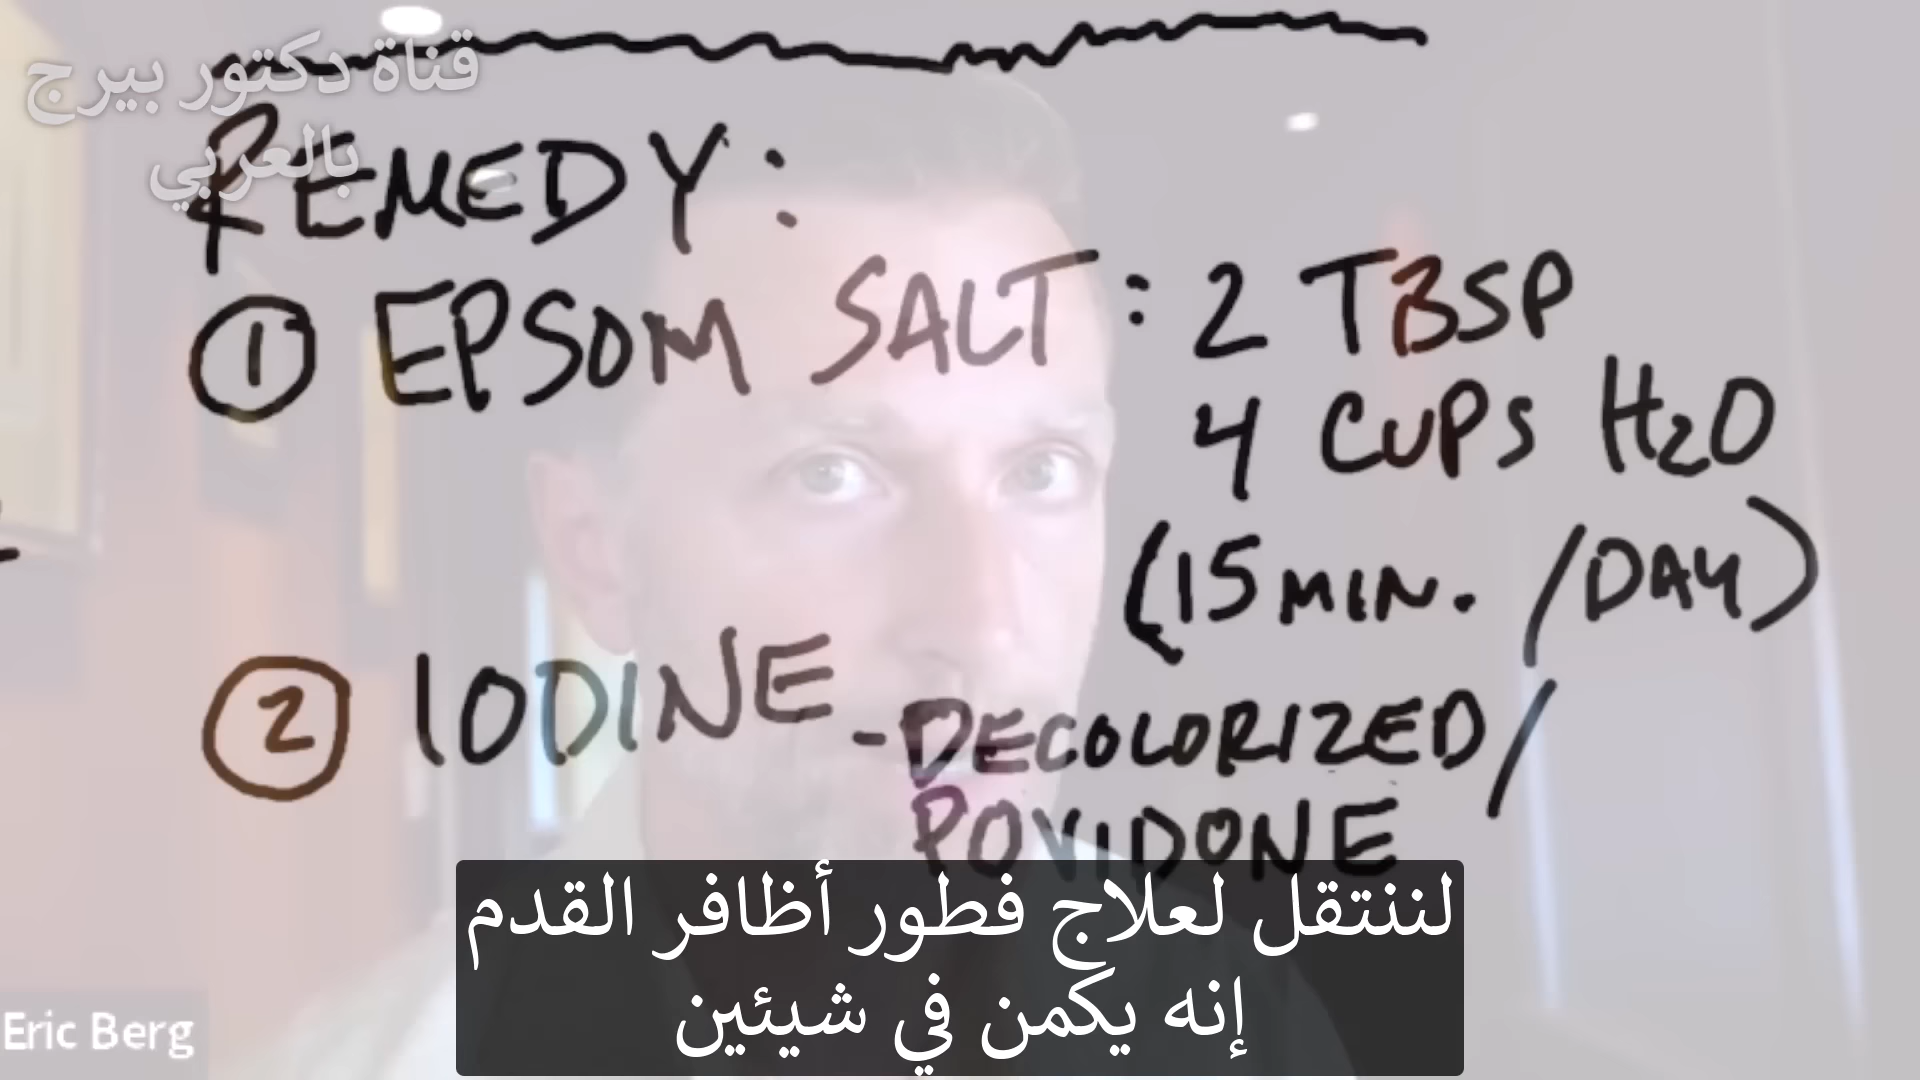 قناة دكتور بيرج
بالعربي
REMEDY:
① EPSOM SALT: 2 TBSP
4 CUPS H2O
(15 MIN. /DAY)
② IODINE - DECOLORIZED/
POVIDONE
لننتقل لعلاج فطور أظافر القدم
إنه يكمن في شيئين
Eric Berg